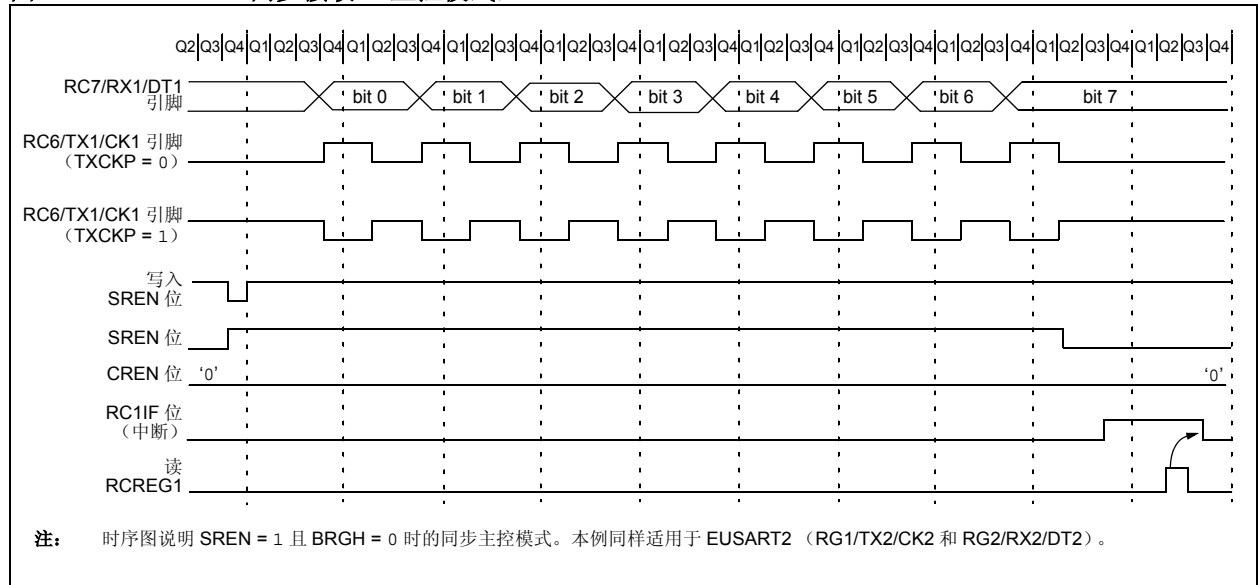 Q2 Q3 Q4 Q1 Q2 Q3 Q4 Q1 Q2 Q3 Q4 Q1 Q2 Q3 Q4 Q1 Q2 Q3 Q4 Q1 Q2 Q3 Q4 Q1 Q2 Q3 Q4 Q1 Q2 Q3 Q4 Q1 Q2 Q3 Q4 Q1 Q2 Q3 Q4 Q1 Q2 Q3 Q4
RC7/RX1/DT1
引脚
bit 0 bit 1 bit 2 bit 3 bit 4 bit 5 bit 6 bit 7
RC6/TX1/CK1 引脚
（TXCKP = 0）
RC6/TX1/CK1 引脚
（TXCKP = 1）
写入
SREN 位
SREN 位
CREN 位 ‘0’ ‘0’
RC1IF 位
（中断）
读
RCREG1
注： 时序图说明 SREN = 1 且 BRGH = 0 时的同步主控模式。本例同样适用于 EUSART2 （RG1/TX2/CK2 和 RG2/RX2/DT2）。